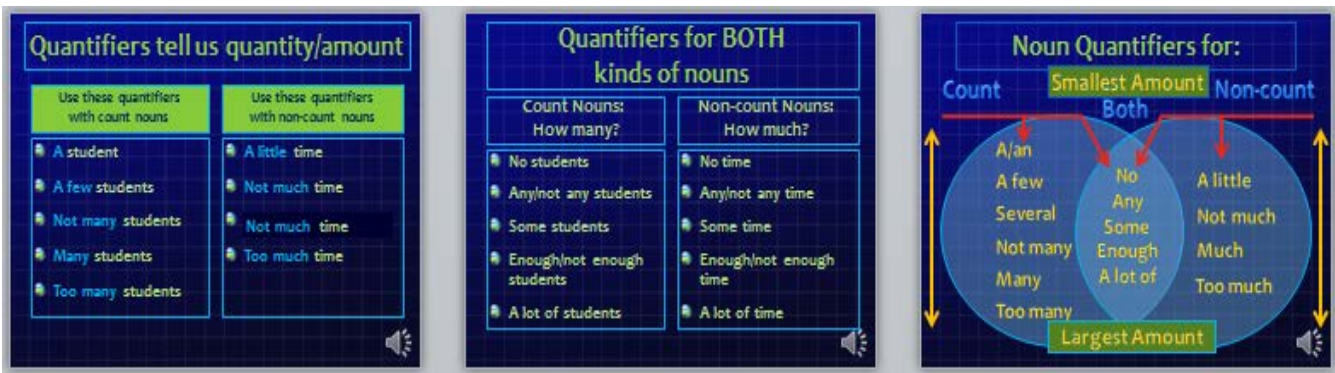 Quantifiers tell us quantity/amount
Use these quantifiers
with count nouns
Use these quantifiers
with non-count nouns
A student
A few students
Not many students
Many students
Too many students
A little time
Not much time
Not much time
Too much time
Quantifiers for BOTH
kinds of nouns
Count Nouns:
How many?
Non-count Nouns:
How much?
No students
Any/not any students
Some students
Enough/not enough
students
A lot of students
No time
Any/not any time
Some time
Enough/not enough
time
A lot of time
Noun Quantifiers for:
Smallest Amount
Count
Both
Non-count
A/an
A few
Several
Not many
Many
Too many
No
Any
Some
Enough
A lot of
A little
Not much
Much
Too much
Largest Amount